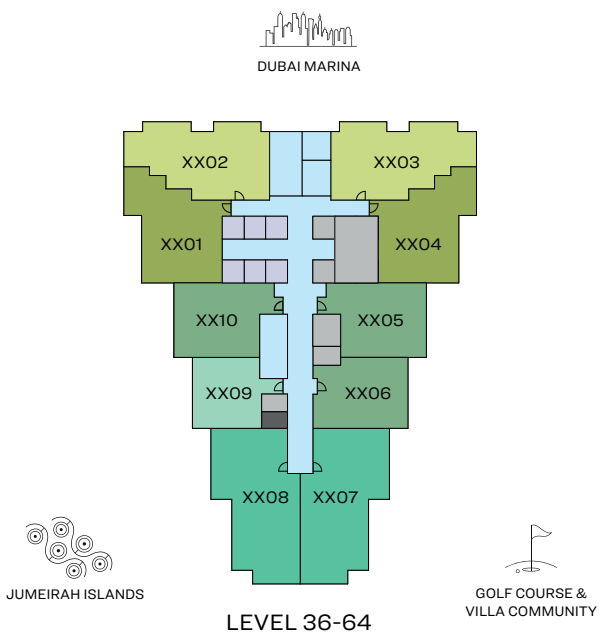 DUBAI MARINA
XX02
XX03
XX01
XX04
XX10
XX05
XX09
XX06
XX08
XX07
JUMEIRAH ISLANDS
GOLF COURSE &
VILLA COMMUNITY
LEVEL 36-64